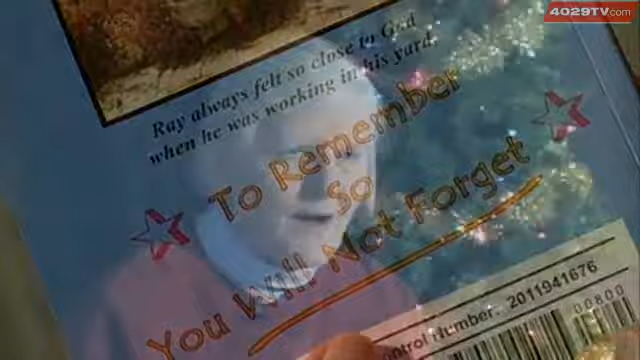 4029TV.com
Ray always felt so close to God
when he was working in his yard.
To Remember
So
You Will Not Forget
ontrol Number: 2011941676
00800